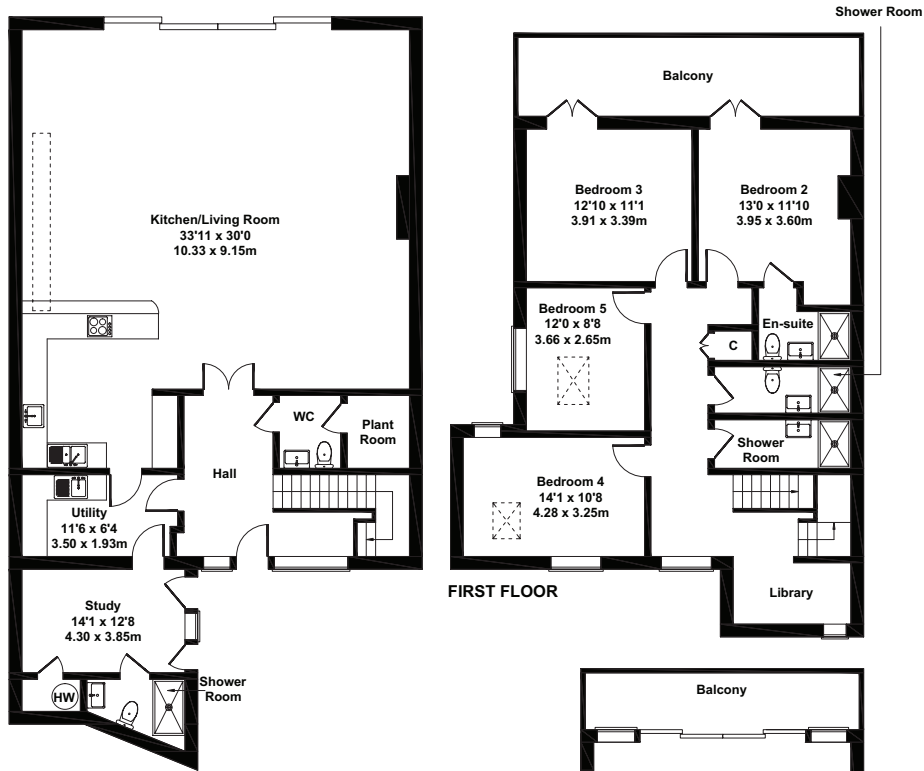 Shower Room
Balcony
Bedroom 3
12'10 x 11'1
3.91 x 3.39m
Bedroom 2
13'0 x 11'10
3.95 x 3.60m
Kitchen/Living Room
33'11 x 30'0
10.33 x 9.15m
Bedroom 5
12'0 x 8'8
3.66 x 2.65m
En-suite
C
WC
Plant
Room
Hall
Shower
Room
Bedroom 4
14'1 x 10'8
4.28 x 3.25m
Utility
11'6 x 6'4
3.50 x 1.93m
FIRST FLOOR
Library
Study
14'1 x 12'8
4.30 x 3.85m
HW
Shower
Room
Balcony